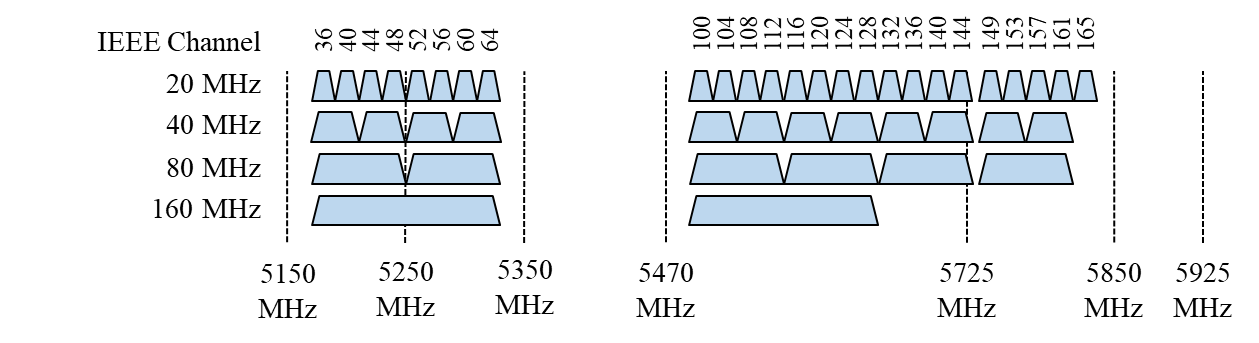 IEEE Channel 36 40 44 48 52 56 60 64 100 104 108 112 116 120 124 128 132 136 140 144 149 153 157 161 165
20 MHz
40 MHz
80 MHz
160 MHz
5150 5250 5350 5470 5725 5850 5925
MHz MHz MHz MHz MHz MHz MHz